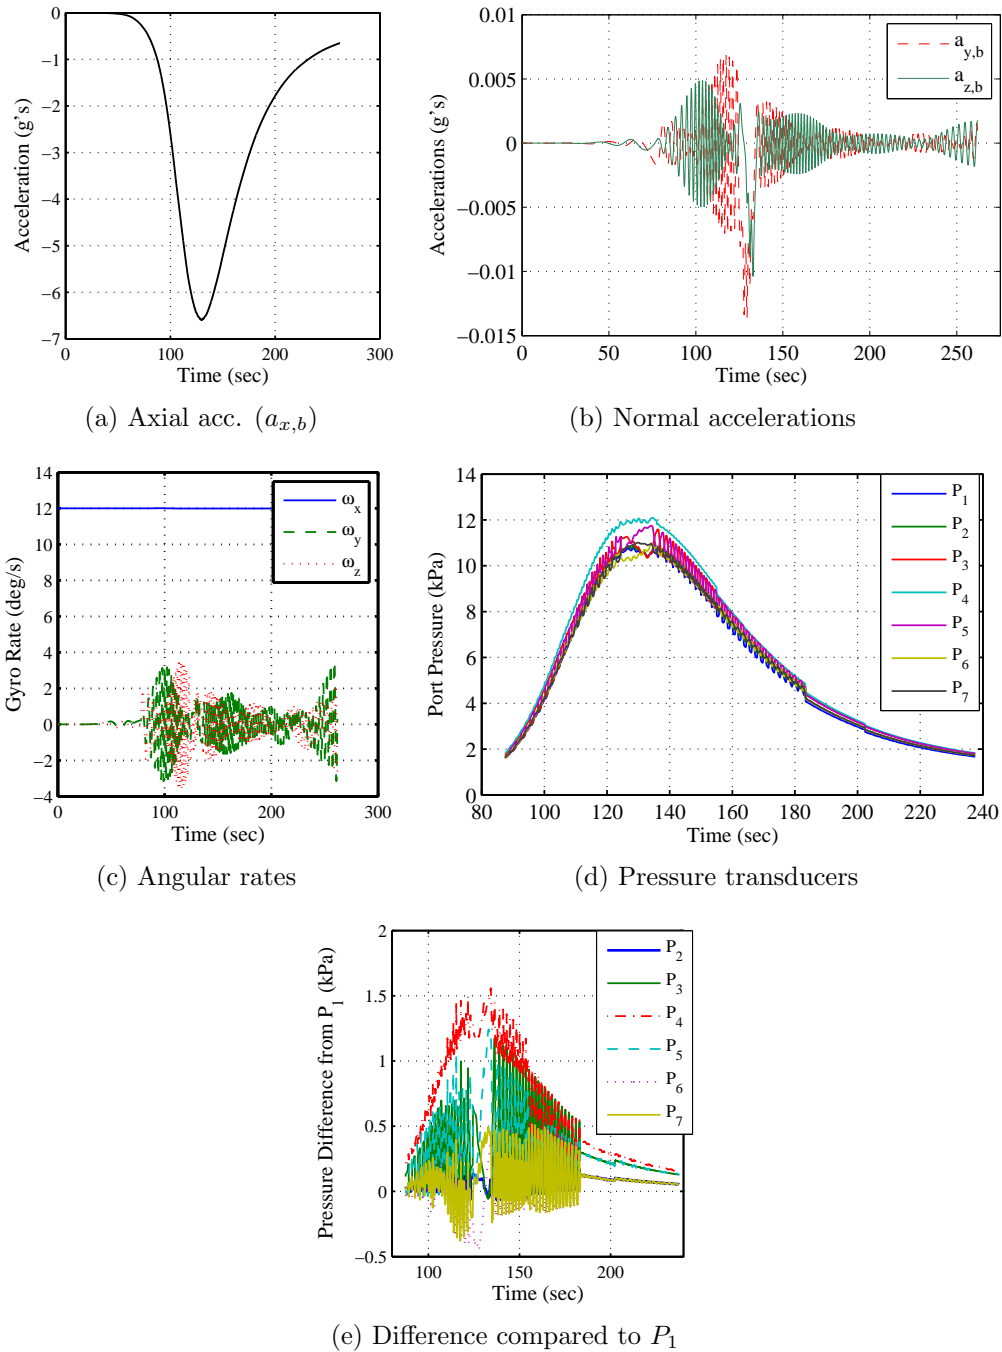 0
−1
−2
−3
−4
−5
−6
−7
0 100 200 300
Acceleration (g's)
Time (sec)
(a) Axial acc. (a_{x,b})
0.01
0.005
0
−0.005
−0.01
−0.015
0 50 100 150 200 250
Accelerations (g's)
Time (sec)
a_{y,b}
a_{z,b}
(b) Normal accelerations
14
12
10
8
6
4
2
0
−2
−4
0 100 200 300
Gyro Rate (deg/s)
Time (sec)
ω_x
ω_y
ω_z
(c) Angular rates
14
12
10
8
6
4
2
0
80 100 120 140 160 180 200 220 240
Port Pressure (kPa)
Time (sec)
P_1
P_2
P_3
P_4
P_5
P_6
P_7
(d) Pressure transducers
2
1.5
1
0.5
0
−0.5
100 150 200
Pressure Difference from P_1 (kPa)
Time (sec)
P_2
P_3
P_4
P_5
P_6
P_7
(e) Difference compared to P_1